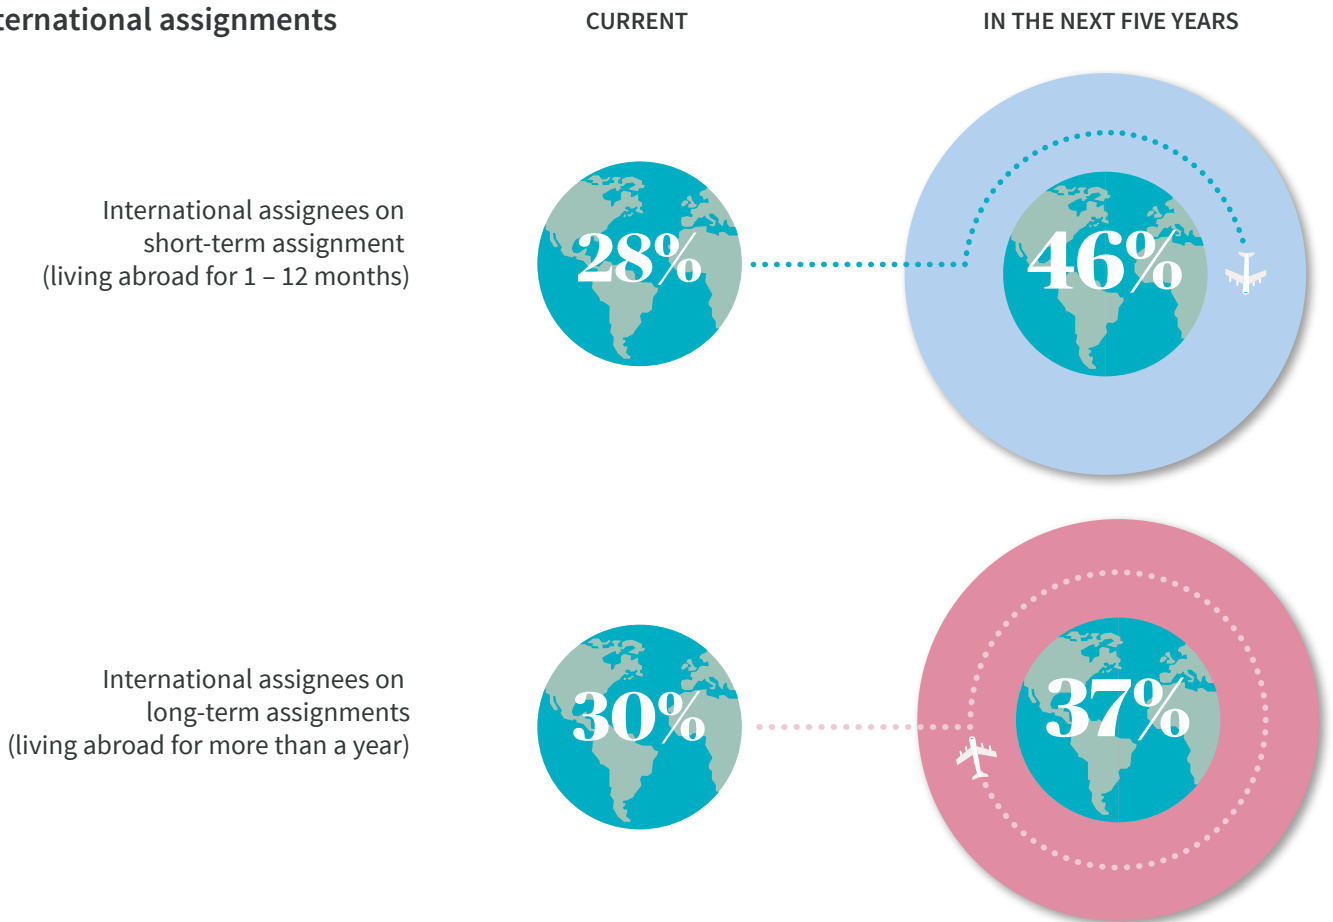 ternational assignments
CURRENT
IN THE NEXT FIVE YEARS
International assignees on
short-term assignment
(living abroad for 1 – 12 months)
28%
46%
International assignees on
long-term assignments
(living abroad for more than a year)
30%
37%